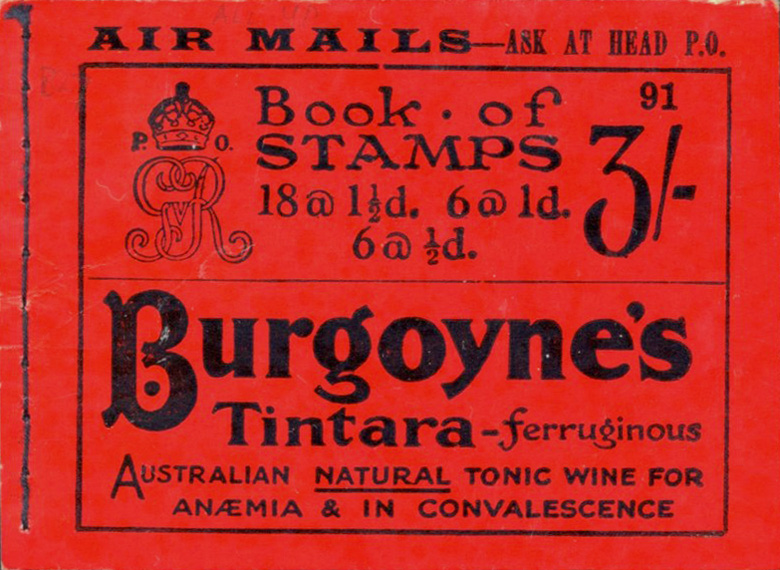 AIR MAILS—ASK AT HEAD P.O.
91
P. O.
GVR
Book · of
STAMPS
3/-
18@1½d. 6@1d.
6@½d.
Burgoyne's
Tintara-ferruginous
AUSTRALIAN NATURAL TONIC WINE FOR
ANÆMIA & IN CONVALESCENCE